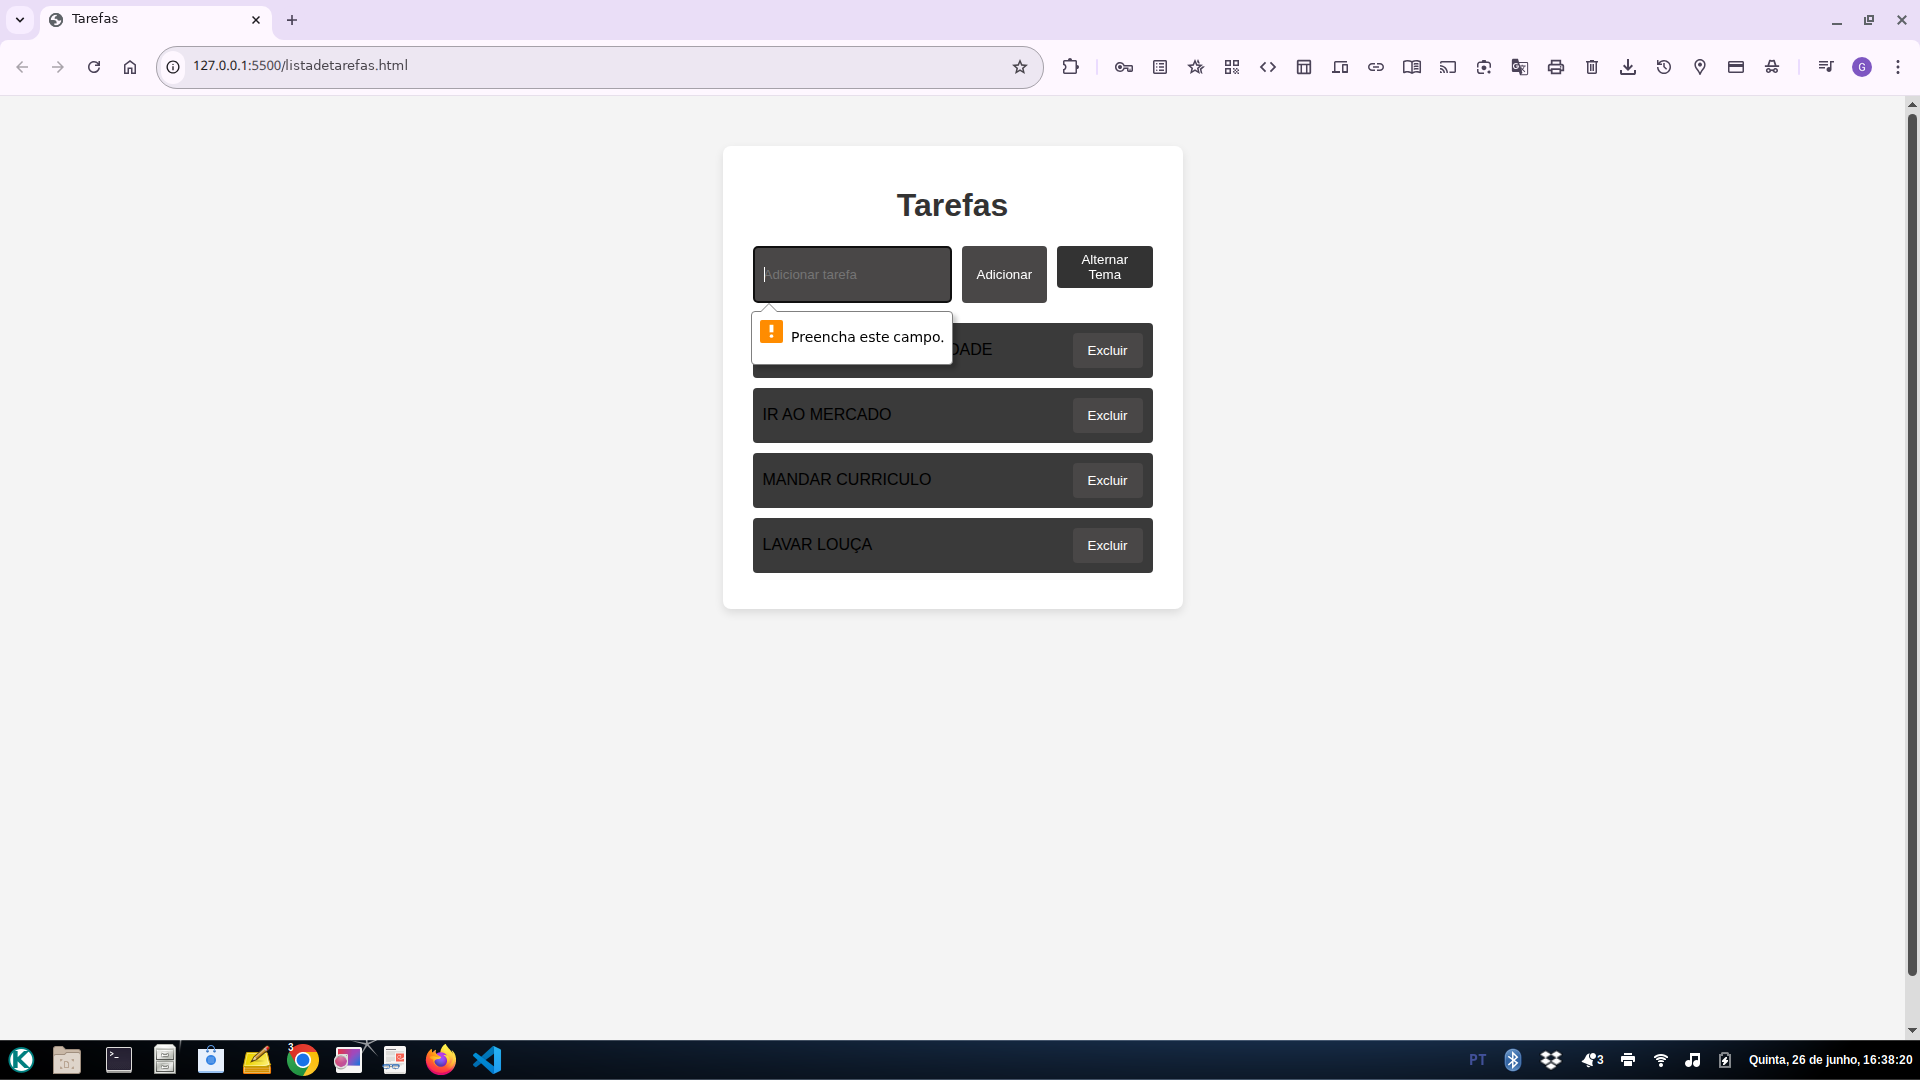 Tarefas
127.0.0.1:5500/listadetarefas.html
G
Tarefas
Adicionar tarefa
Adicionar
Alternar
Tema
Preencha este campo.
DADE
Excluir
IR AO MERCADO
Excluir
MANDAR CURRICULO
Excluir
LAVAR LOUÇA
Excluir
3
PT
3
Quinta, 26 de junho, 16:38:20